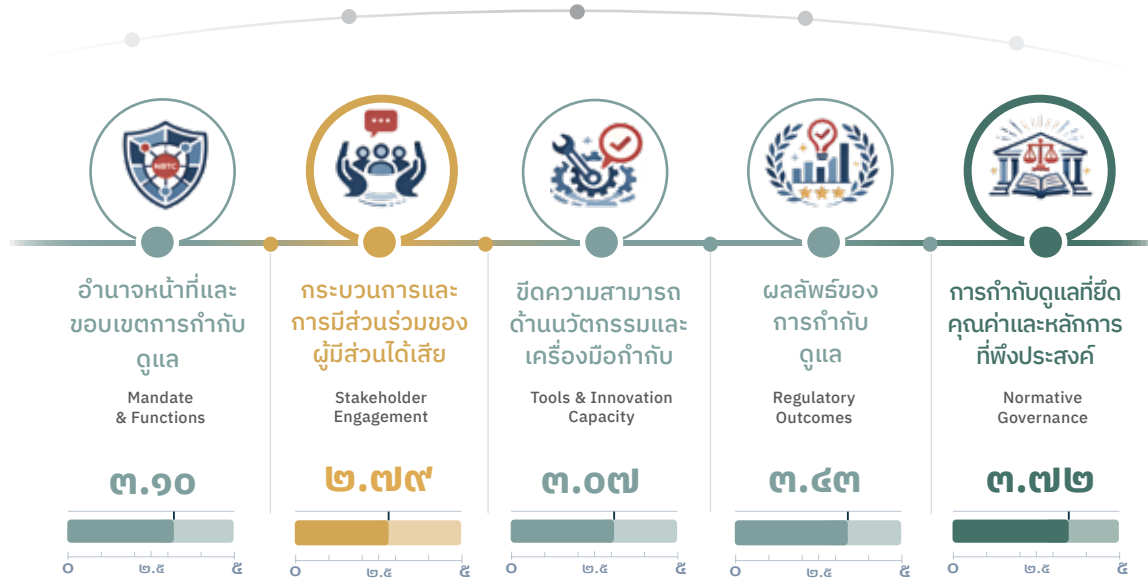 NBTC
อำนาจหน้าที่และ
ขอบเขตการกำกับ
ดูแล
Mandate
& Functions
๓.๑๐
๐ ๒.๕ ๕
กระบวนการและ
การมีส่วนร่วมของ
ผู้มีส่วนได้เสีย
Stakeholder
Engagement
๒.๗๙
๐ ๒.๕ ๕
ขีดความสามารถ
ด้านนวัตกรรมและ
เครื่องมือกำกับ
Tools & Innovation
Capacity
๓.๐๗
๐ ๒.๕ ๕
ผลลัพธ์ของ
การกำกับ
ดูแล
Regulatory
Outcomes
๓.๔๓
๐ ๒.๕ ๕
การกำกับดูแลที่ยึด
คุณค่าและหลักการ
ที่พึงประสงค์
Normative
Governance
๓.๗๒
๐ ๒.๕ ๕